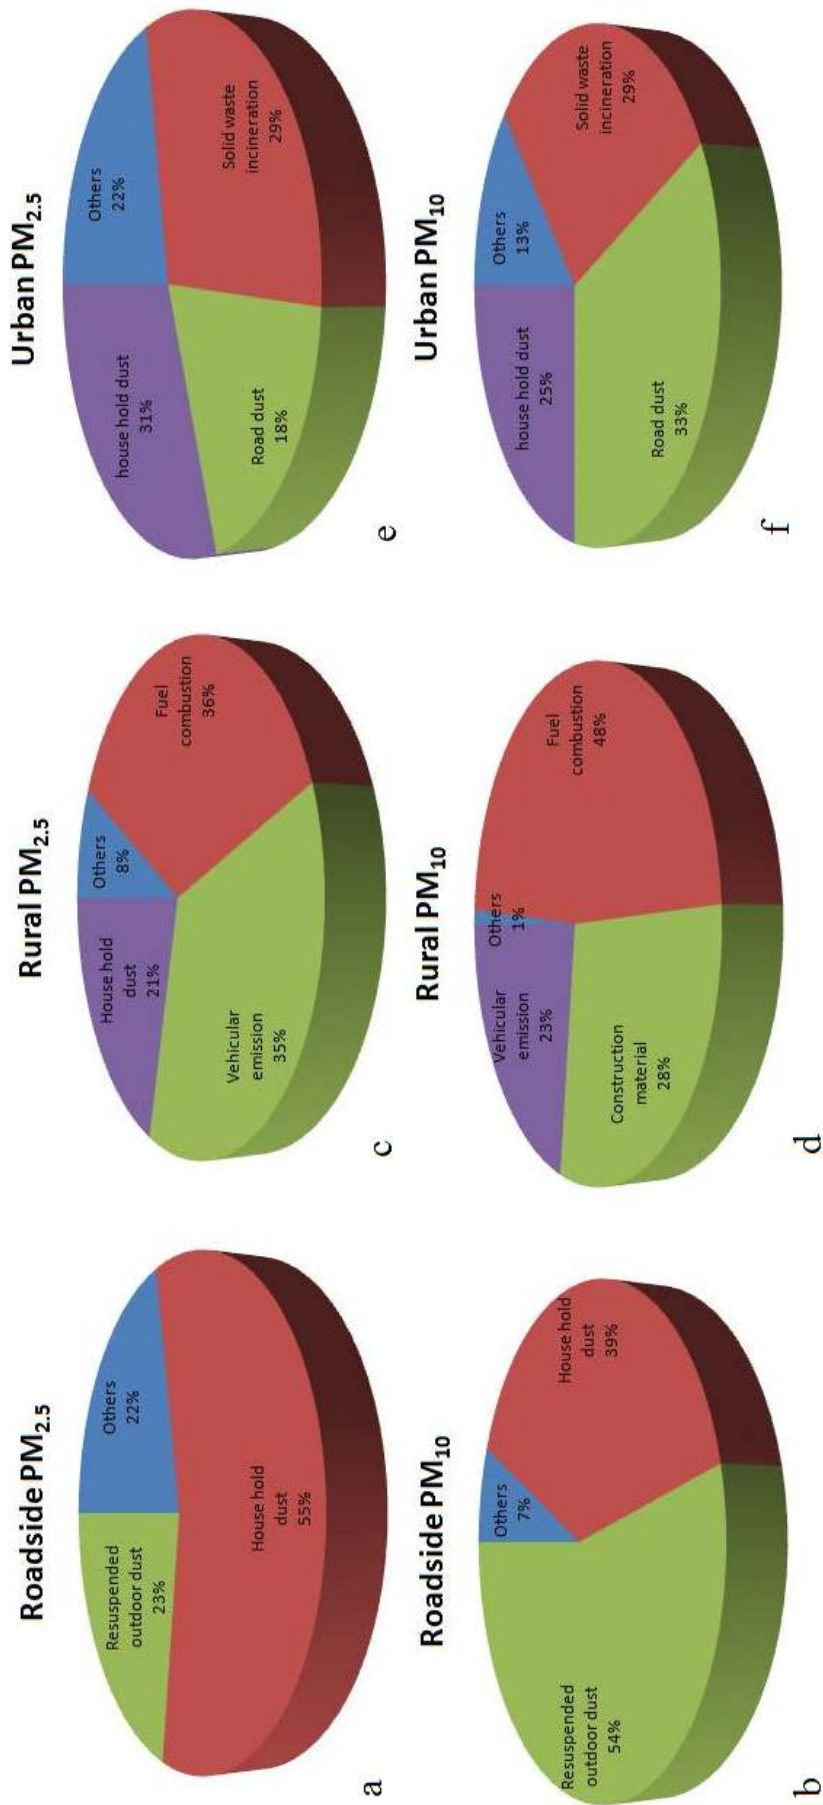 Roadside PM2.5
Others
22%
House hold
dust
55%
Resuspended
outdoor dust
23%
a
Rural PM2.5
Others
8%
Fuel
combustion
36%
Vehicular
emission
35%
House hold
dust
21%
c
Urban PM2.5
Others
22%
Solid waste
incineration
29%
Road dust
18%
house hold dust
31%
e
Roadside PM10
Others
7%
House hold
dust
39%
Resuspended
outdoor dust
54%
b
Rural PM10
Others
1%
Fuel
combustion
48%
Construction
material
28%
Vehicular
emission
23%
d
Urban PM10
Others
13%
Solid waste
incineration
29%
Road dust
33%
house hold dust
25%
f